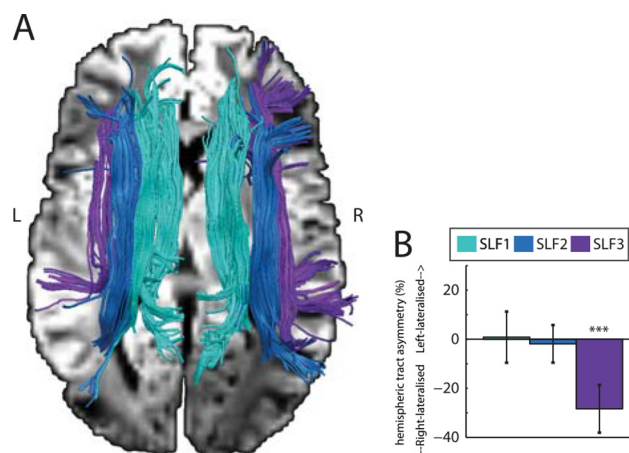 A
L
R
B
SLF1 SLF2 SLF3
hemispheric tract asymmetry (%)
--Right-lateralised Left-lateralised-->
20
0
−20
−40
***